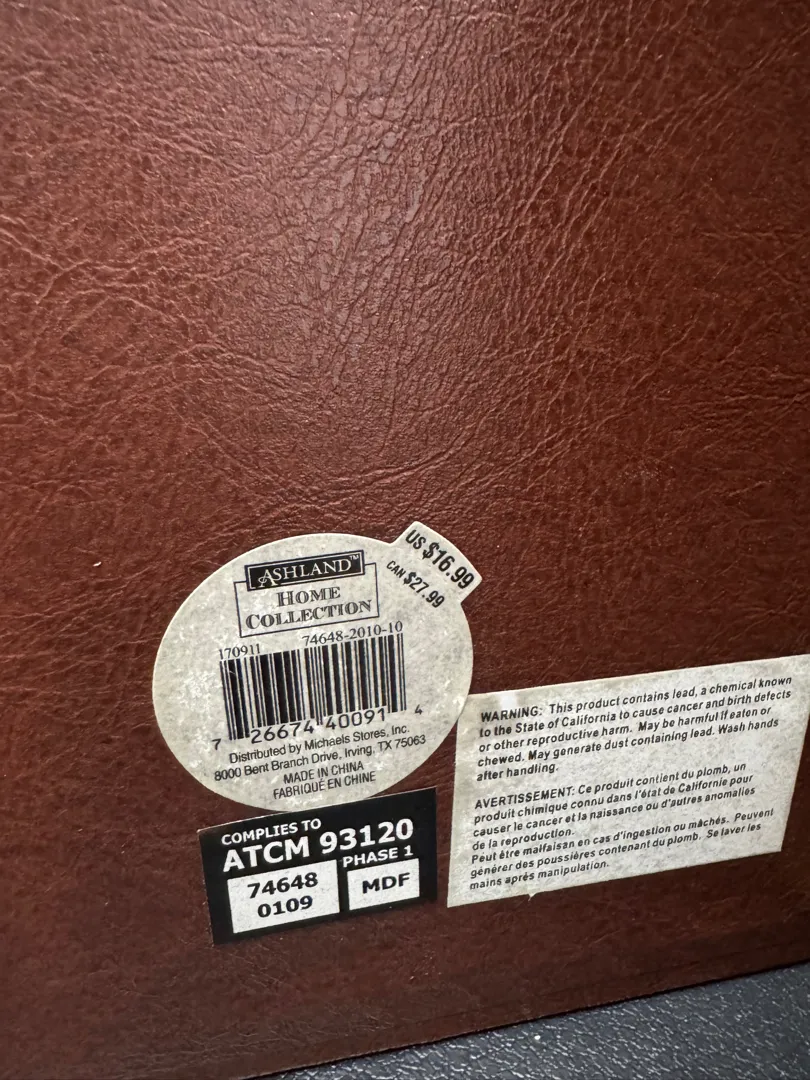 ASHLAND™
HOME
COLLECTION
US $16.99
CAN $27.99
170911 74648-2010-10
7 26674 40091 4
Distributed by Michaels Stores, Inc.
8000 Bent Branch Drive, Irving, TX 75063
MADE IN CHINA
FABRIQUÉ EN CHINE
COMPLIES TO
ATCM 93120
PHASE 1
74648
0109
MDF
WARNING: This product contains lead, a chemical known
to the State of California to cause cancer and birth defects
or other reproductive harm. May be harmful if eaten or
chewed. May generate dust containing lead. Wash hands
after handling.
AVERTISSEMENT: Ce produit contient du plomb, un
produit chimique connu dans l'état de Californie pour
causer le cancer et la naissance ou d'autres anomalies
de la reproduction.
Peut être malfaisan en cas d'ingestion ou mâchés. Peuvent
générer des poussières contenant du plomb. Se laver les
mains après manipulation.